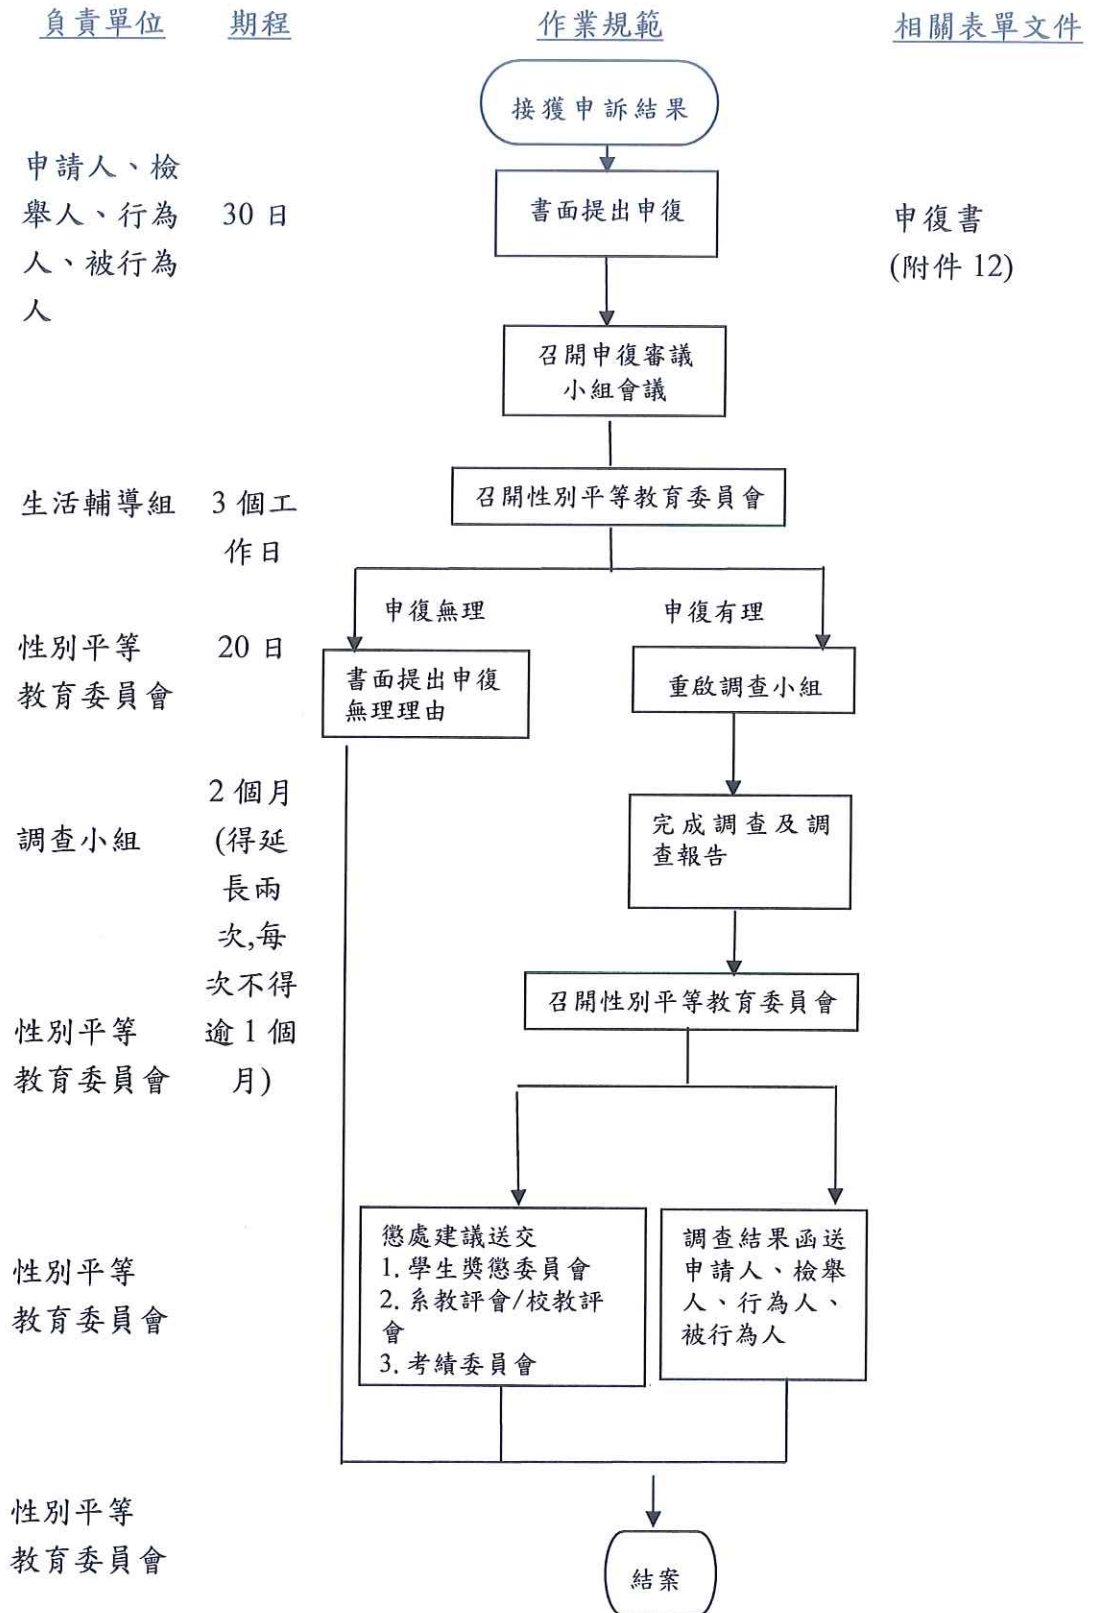 負責單位 期程 作業規範 相關表單文件
接獲申訴結果
申請人、檢
舉人、行為
人、被行為
人
30 日
書面提出申復
申復書
(附件 12)
召開申復審議
小組會議
生活輔導組
3 個工
作日
召開性別平等教育委員會
申復無理
申復有理
性別平等
教育委員會
20 日
書面提出申復
無理理由
重啟調查小組
調查小組
2 個月
(得延
長兩
次,每
次不得
逾 1 個
月)
完成調查及調
查報告
性別平等
教育委員會
召開性別平等教育委員會
性別平等
教育委員會
懲處建議送交
1. 學生獎懲委員會
2. 系教評會/校教評
會
3. 考績委員會
調查結果函送
申請人、檢舉
人、行為人、
被行為人
性別平等
教育委員會
結案